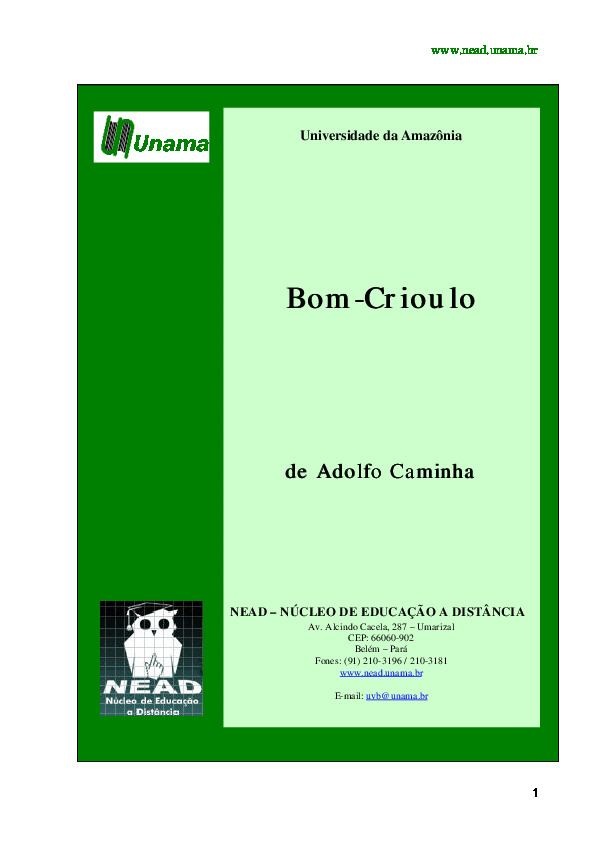 www.nead.unama.br
Unama
Universidade da Amazônia
Bom-Crioulo
de Adolfo Caminha
NEAD – NÚCLEO DE EDUCAÇÃO A DISTÂNCIA
Av. Alcindo Cacela, 287 – Umarizal
CEP: 66060-902
Belém – Pará
Fones: (91) 210-3196 / 210-3181
www.nead.unama.br
E-mail: uvb@unama.br
NEAD
Núcleo de Educação
a Distância
1